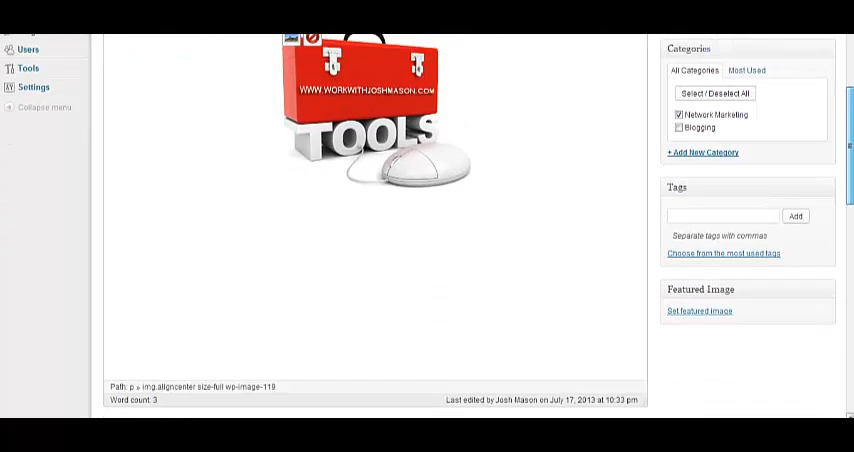 Users
Tools
Settings
Collapse menu
WWW.WORKWITHJOSHMASON.COM
TOOLS
Path: p » img.aligncenter size-full wp-image-119
Word count: 3
Last edited by Josh Mason on July 17, 2013 at 10:33 pm
Categories
All Categories
Most Used
Select / Deselect All
Network Marketing
Blogging
+ Add New Category
Tags
Add
Separate tags with commas
Choose from the most used tags
Featured Image
Set featured image